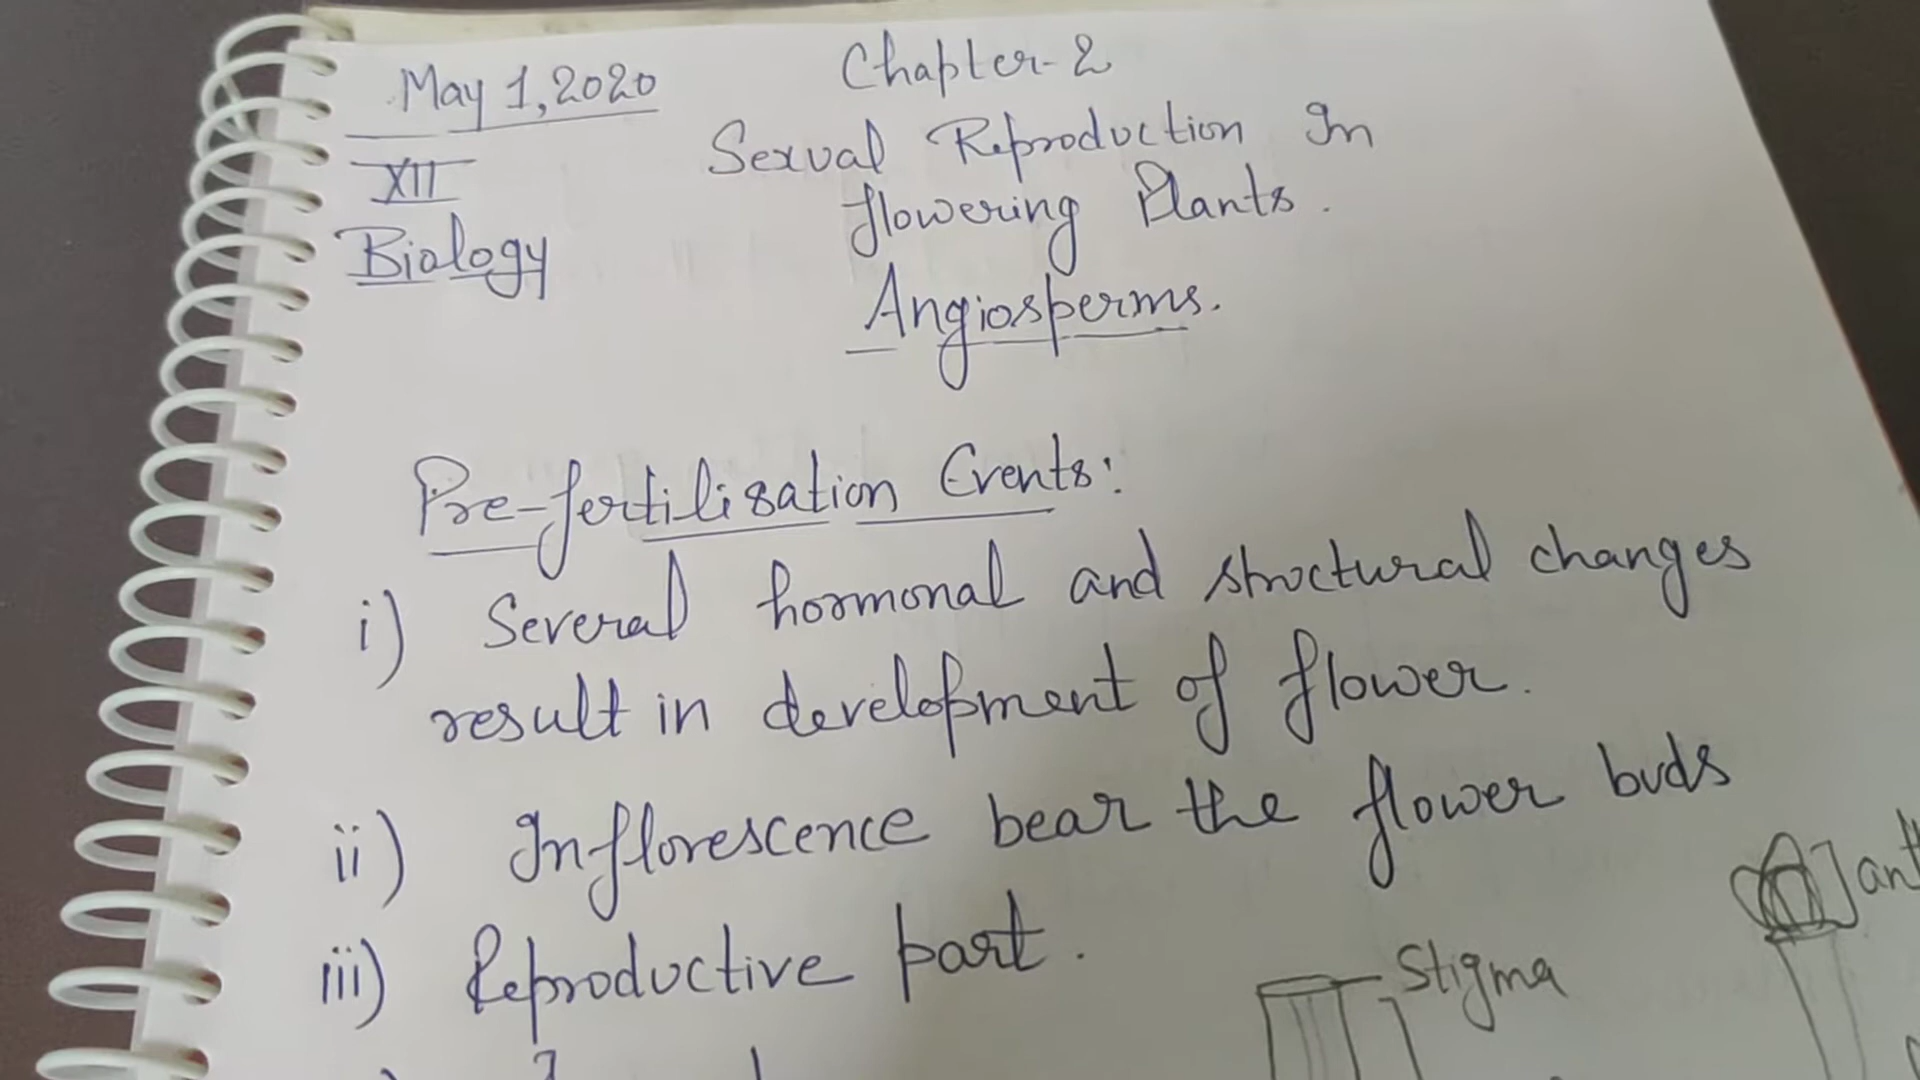 May 1, 2020
XII
Biology
Chapter-2
Sexual Reproduction In
flowering Plants.
Angiosperms.
Pre-fertilisation Events:
i) Several hormonal and structural changes
result in development of flower.
ii) Inflorescence bear the flower buds
iii) Reproductive part.
Stigma